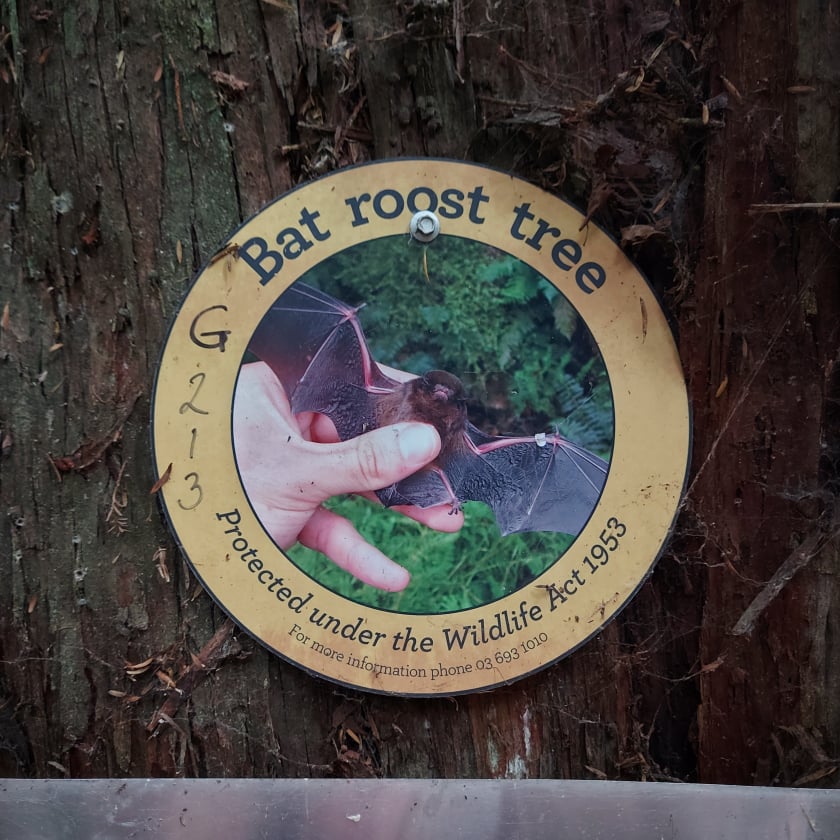 Bat roost tree
G
2
1
3
Protected under the Wildlife Act 1953
For more information phone 03 693 1010